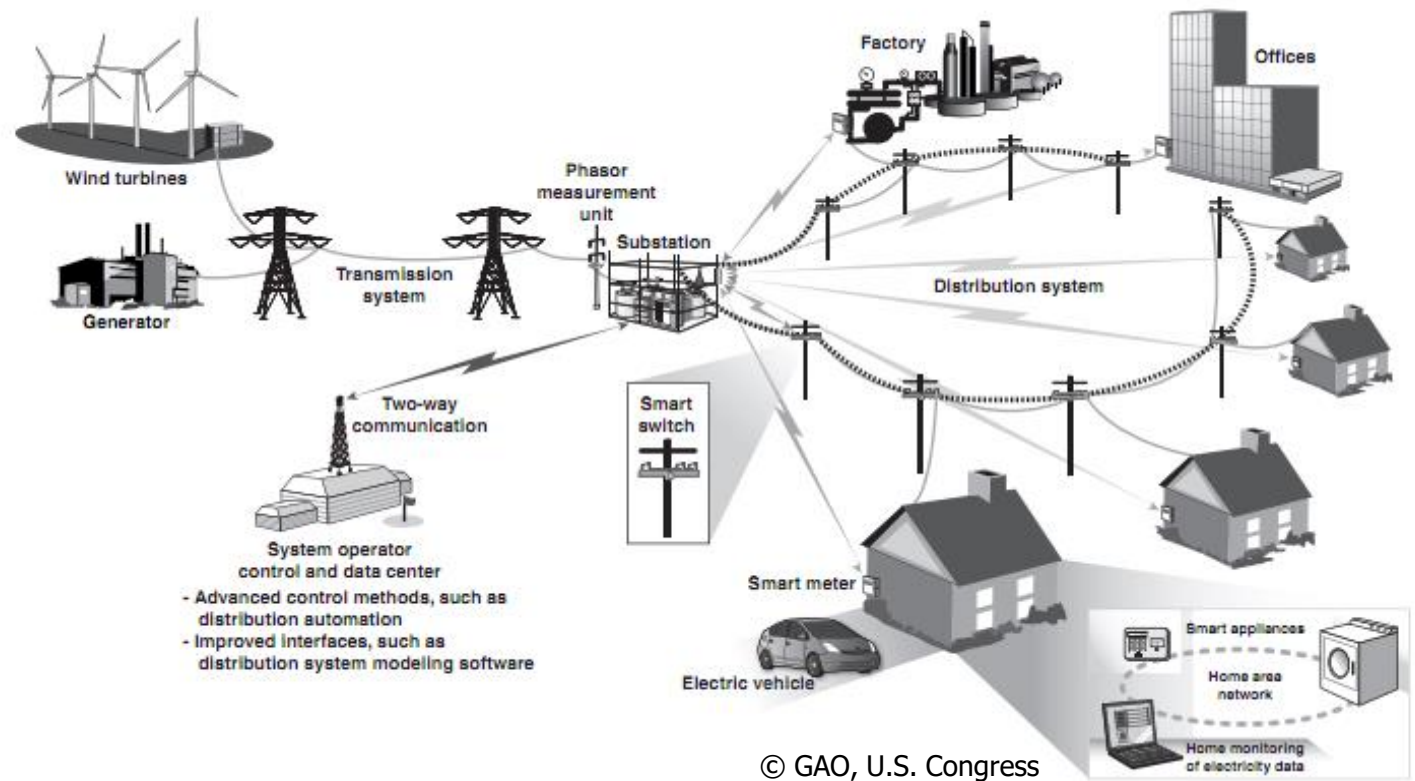 Wind turbines
Generator
Transmission
system
Phasor
measurement
unit
Substation
Factory
Offices
Distribution system
Two-way
communication
Smart
switch
System operator
control and data center
- Advanced control methods, such as
distribution automation
- Improved interfaces, such as
distribution system modeling software
Smart meter
Electric vehicle
Smart appliances
Home area
network
Home monitoring
of electricity data
© GAO, U.S. Congress